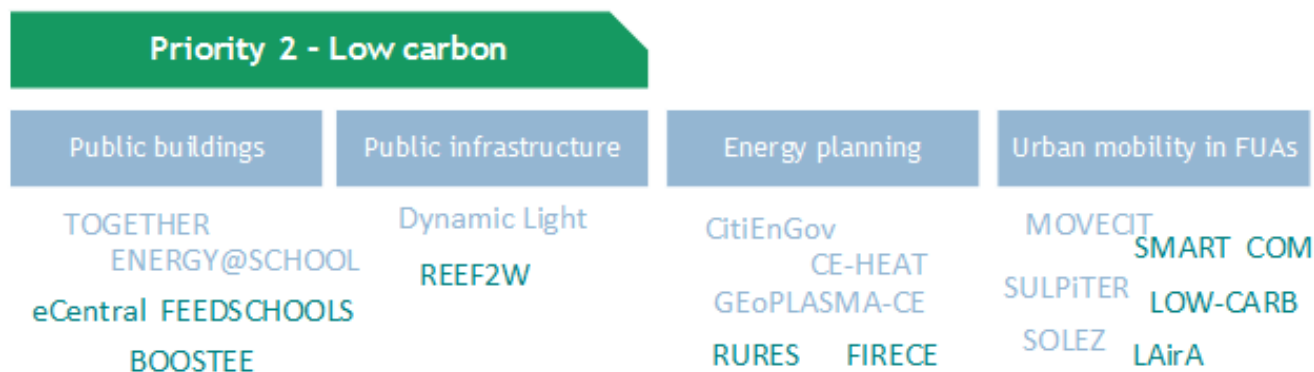 Priority 2 - Low carbon
Public buildings
Public infrastructure
Energy planning
Urban mobility in FUAs
TOGETHER
ENERGY@SCHOOL
eCentral FEEDSCHOOLS
BOOSTEE
Dynamic Light
REEF2W
CitiEnGov
CE-HEAT
GEoPLASMA-CE
RURES FIRECE
MOVECIT
SMART COM
SULPiTER
LOW-CARB
SOLEZ
LAirA